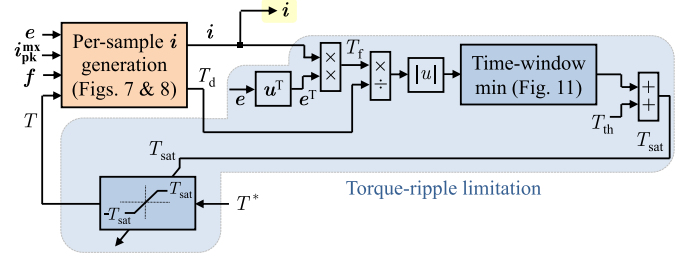 e
i_pk^mx
f
T
Per-sample i
generation
(Figs. 7 & 8)
i
i
T_d
e
u^T
e^T
×
×
T_f
×
÷
|u|
Time-window
min (Fig. 11)
T_th
+
+
T_sat
T_sat
T_sat
-T_sat
T*
Torque-ripple limitation